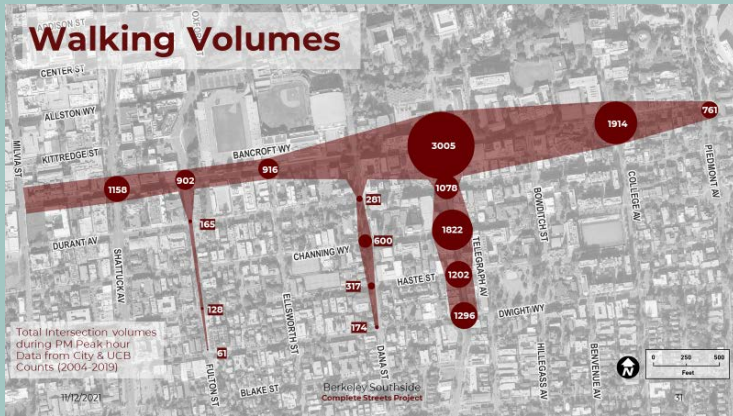 Walking Volumes
ADDISON ST
OXFORD ST
CENTER ST
ALLSTON WY
KITTREDGE ST
BANCROFT WY
MILVIA ST
3005
1914
761
1158
902
916
1078
281
165
600
1822
317
1202
128
174
1296
61
DURANT AV
SHATTUCK AV
CHANNING WY
HASTE ST
TELEGRAPH AV
BOWDITCH ST
COLLEGE AV
PIEDMONT AV
DWIGHT WY
ELLSWORTH ST
FULTON ST
DANA ST
BLAKE ST
HILLEGASS AV
BENVENUE AV
Total Intersection volumes
during PM Peak hour
Data from City & UCB
Counts (2004-2019)
11/12/2021
Berkeley Southside
Complete Streets Project
N
0 250 500
Feet
41